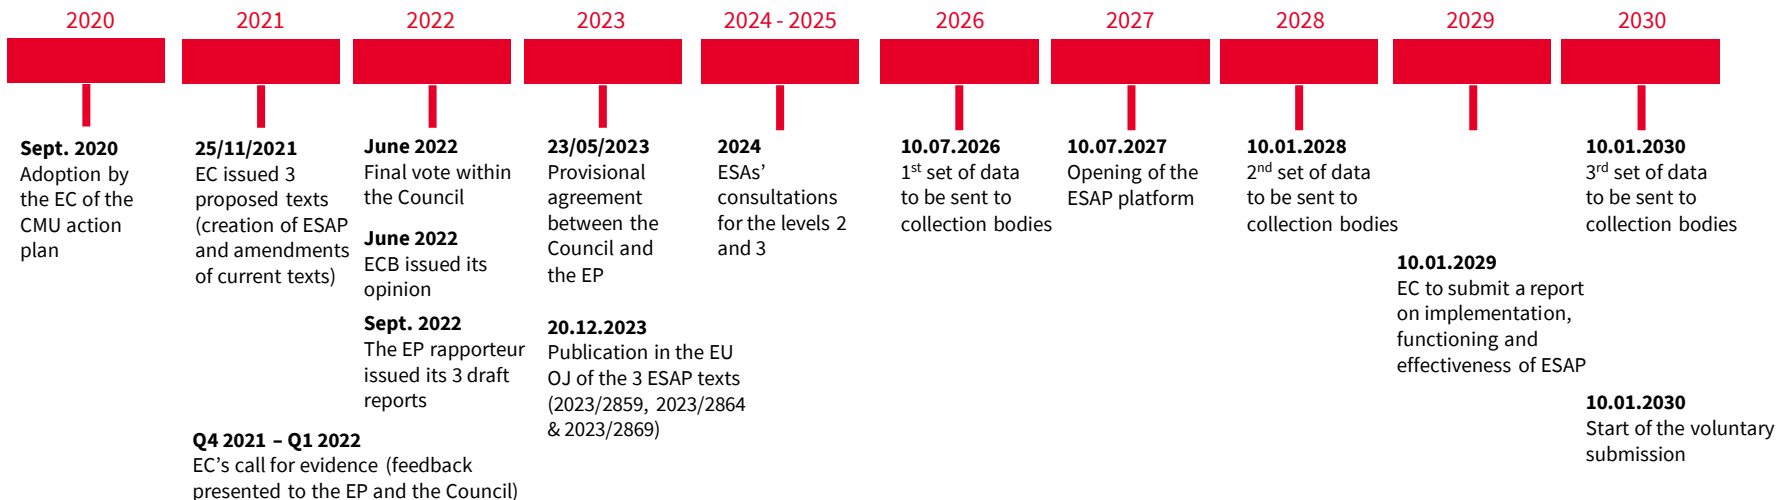 2020
2021
2022
2023
2024 - 2025
2026
2027
2028
2029
2030
Sept. 2020
Adoption by
the EC of the
CMU action
plan
25/11/2021
EC issued 3
proposed texts
(creation of ESAP
and amendments
of current texts)
Q4 2021 – Q1 2022
EC's call for evidence (feedback
presented to the EP and the Council)
June 2022
Final vote within
the Council
June 2022
ECB issued its
opinion
Sept. 2022
The EP rapporteur
issued its 3 draft
reports
23/05/2023
Provisional
agreement
between the
Council and
the EP
20.12.2023
Publication in the EU
OJ of the 3 ESAP texts
(2023/2859, 2023/2864
& 2023/2869)
2024
ESAs'
consultations
for the levels 2
and 3
10.07.2026
1st set of data
to be sent to
collection bodies
10.07.2027
Opening of the
ESAP platform
10.01.2028
2nd set of data
to be sent to
collection bodies
10.01.2029
EC to submit a report
on implementation,
functioning and
effectiveness of ESAP
10.01.2030
3rd set of data
to be sent to
collection bodies
10.01.2030
Start of the voluntary
submission